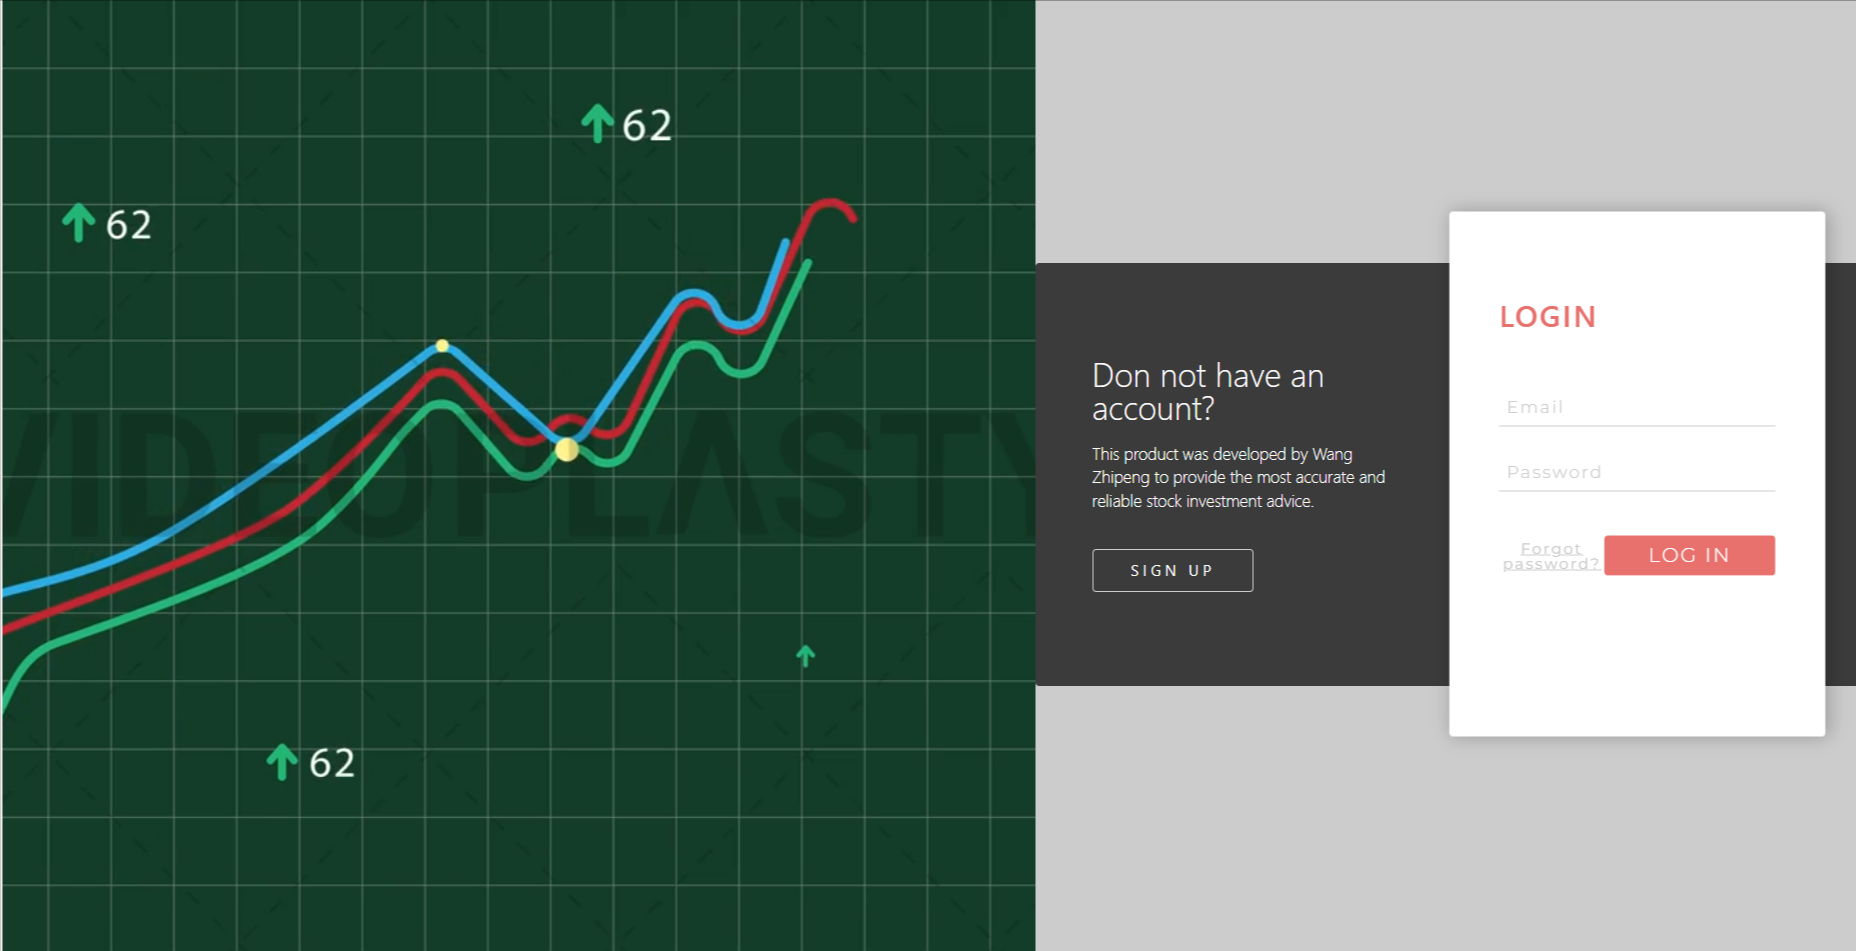 62
62
VIDEOPLASTY
62
Don not have an
account?
This product was developed by Wang
Zhipeng to provide the most accurate and
reliable stock investment advice.
SIGN UP
LOGIN
Email
Password
Forgot
password?
LOG IN